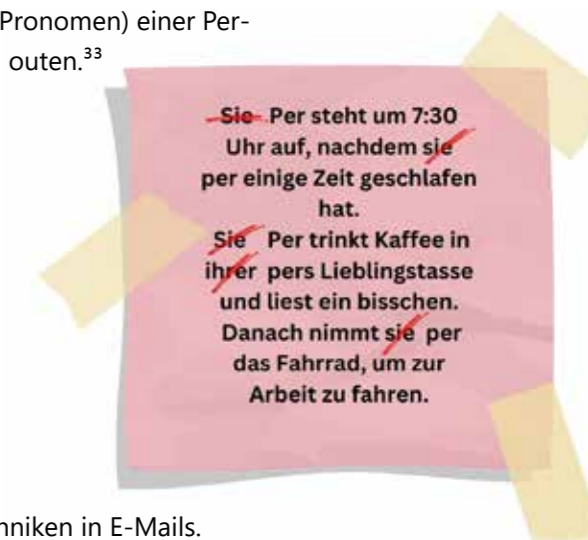 Pronomen) einer Per-
outen.³³
Sie Per steht um 7:30
Uhr auf, nachdem sie
per einige Zeit geschlafen
hat.
Sie Per trinkt Kaffee in
ihrer pers Lieblingstasse
und liest ein bisschen.
Danach nimmt sie per
das Fahrrad, um zur
Arbeit zu fahren.
hniken in E-Mails.